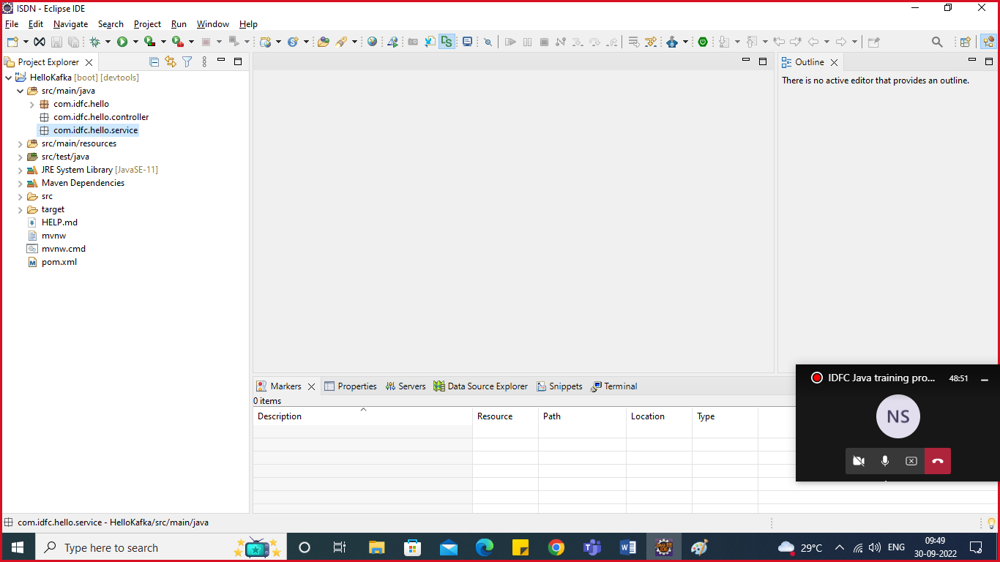 ISDN - Eclipse IDE
File Edit Navigate Search Project Run Window Help
Project Explorer
HelloKafka [boot] [devtools]
src/main/java
com.idfc.hello
com.idfc.hello.controller
com.idfc.hello.service
src/main/resources
src/test/java
JRE System Library [JavaSE-11]
Maven Dependencies
src
target
HELP.md
mvnw
mvnw.cmd
pom.xml
Outline
There is no active editor that provides an outline.
Markers Properties Servers Data Source Explorer Snippets Terminal
0 items
Description Resource Path Location Type
IDFC Java training pro... 48:51
NS
com.idfc.hello.service - HelloKafka/src/main/java
Type here to search
29°C ENG
09:49
30-09-2022